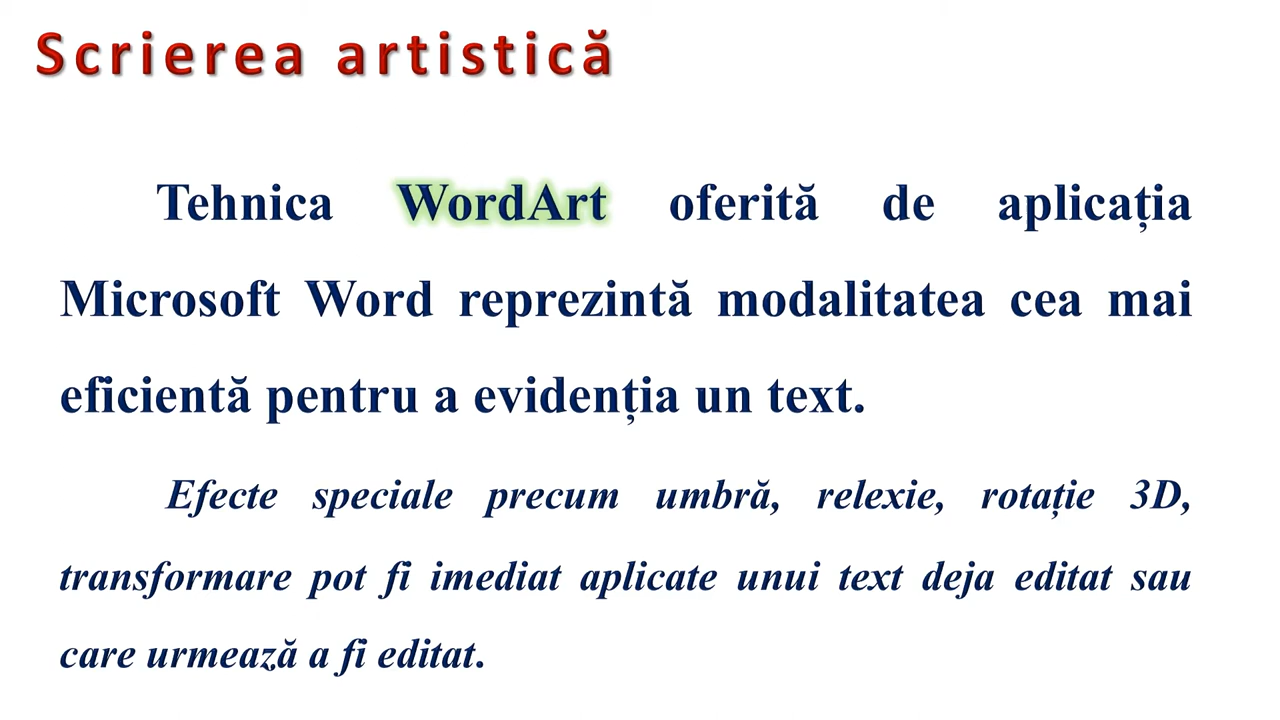 Scrierea artistică
Tehnica WordArt oferită de aplicația
Microsoft Word reprezintă modalitatea cea mai
eficientă pentru a evidenția un text.
Efecte speciale precum umbră, relexie, rotație 3D,
transformare pot fi imediat aplicate unui text deja editat sau
care urmează a fi editat.